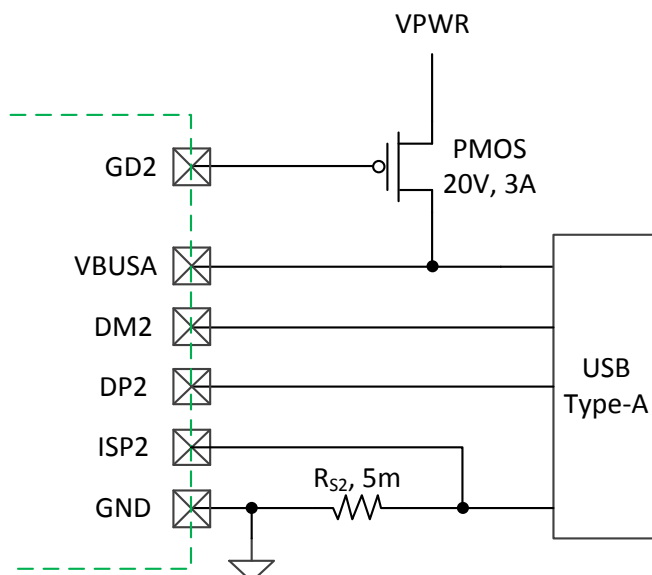 VPWR
GD2
PMOS
20V, 3A
VBUSA
DM2
DP2
USB
Type-A
ISP2
RS2, 5m
GND